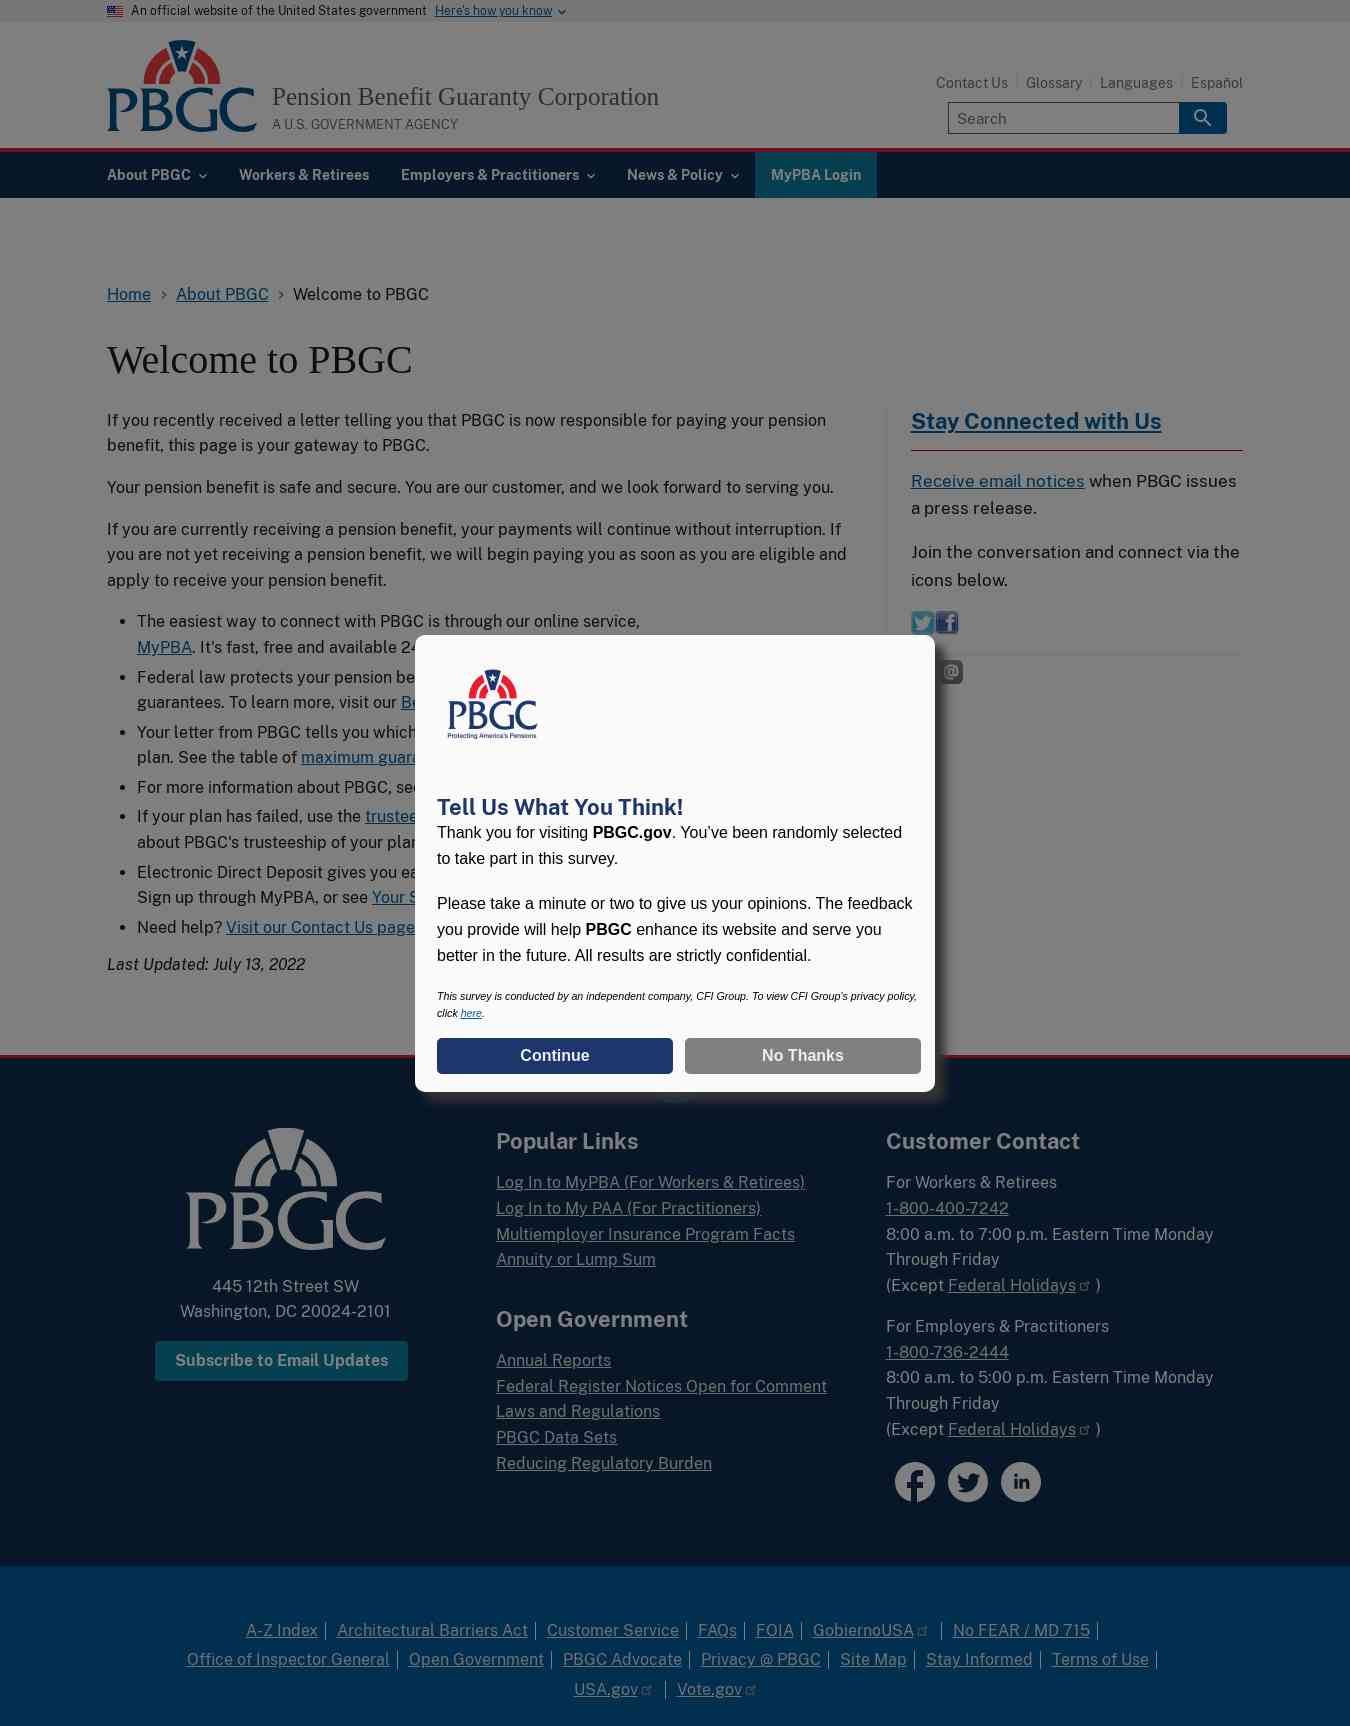 An official website of the United States government Here's how you know
PBGC
Pension Benefit Guaranty Corporation
A U.S. GOVERNMENT AGENCY
Contact Us Glossary Languages Español
Search
About PBGC Workers & Retirees Employers & Practitioners News & Policy MyPBA Login
Home About PBGC Welcome to PBGC
Welcome to PBGC
If you recently received a letter telling you that PBGC is now responsible for paying your pension
benefit, this page is your gateway to PBGC.
Your pension benefit is safe and secure. You are our customer, and we look forward to serving you.
If you are currently receiving a pension benefit, your payments will continue without interruption. If
you are not yet receiving a pension benefit, we will begin paying you as soon as you are eligible and
apply to receive your pension benefit.
The easiest way to connect with PBGC is through our online service,
MyPBA. It's fast, free and available
Federal law protects your pension
guarantees. To learn more, visit our
Your letter from PBGC tells you which
plan. See the table of maximum
For more information about PBGC,
If your plan has failed, use the
about PBGC's trusteeship of your
Electronic Direct Deposit gives you
Sign up through MyPBA, or see Your
Need help? Visit our Contact Us page
Last Updated: July 13, 2022
Stay Connected with Us
Receive email notices when PBGC issues
a press release.
Join the conversation and connect via the
icons below.
PBGC
Protecting America's Pensions
Tell Us What You Think!
Thank you for visiting PBGC.gov. You’ve been randomly selected
to take part in this survey.
Please take a minute or two to give us your opinions. The feedback
you provide will help PBGC enhance its website and serve you
better in the future. All results are strictly confidential.
This survey is conducted by an independent company, CFI Group. To view CFI Group's privacy policy,
click here.
Continue No Thanks
PBGC
445 12th Street SW
Washington, DC 20024-2101
Subscribe to Email Updates
Popular Links
Log In to MyPBA (For Workers & Retirees)
Log In to My PAA (For Practitioners)
Multiemployer Insurance Program Facts
Annuity or Lump Sum
Open Government
Annual Reports
Federal Register Notices Open for Comment
Laws and Regulations
PBGC Data Sets
Reducing Regulatory Burden
Customer Contact
For Workers & Retirees
1-800-400-7242
8:00 a.m. to 7:00 p.m. Eastern Time Monday
Through Friday
(Except Federal Holidays )
For Employers & Practitioners
1-800-736-2444
8:00 a.m. to 5:00 p.m. Eastern Time Monday
Through Friday
(Except Federal Holidays )
A-Z Index Architectural Barriers Act Customer Service FAQs FOIA GobiernoUSA No FEAR / MD 715
Office of Inspector General Open Government PBGC Advocate Privacy @ PBGC Site Map Stay Informed Terms of Use
USA.gov Vote.gov